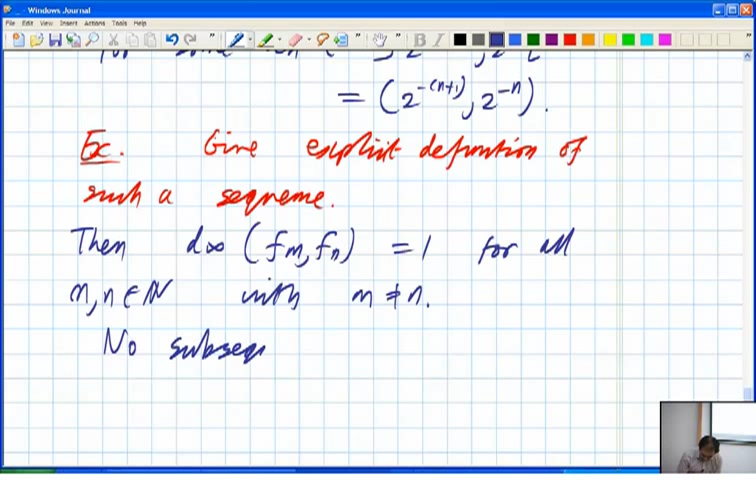 Windows Journal
File Edit View Insert Actions Tools Help
= (2^{-(n+1)}, 2^{-n}).
Ex. Give explicit definition of
such a sequence.
Then d∞ (fm, fn) = 1 for all
m, n ∈ ℕ with m ≠ n.
No subseq